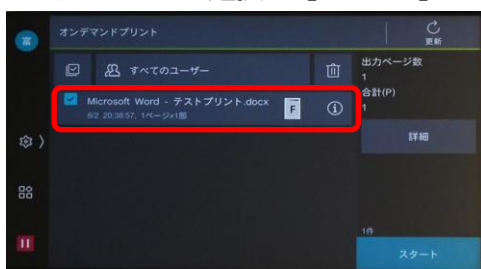 オンデマンドプリント
更新
すべてのユーザー
出力ページ数
1
合計(P)
1
Microsoft Word - テストプリント.docx
F
8/2 20:38:57, 1ページ×1部
詳細
1件
スタート